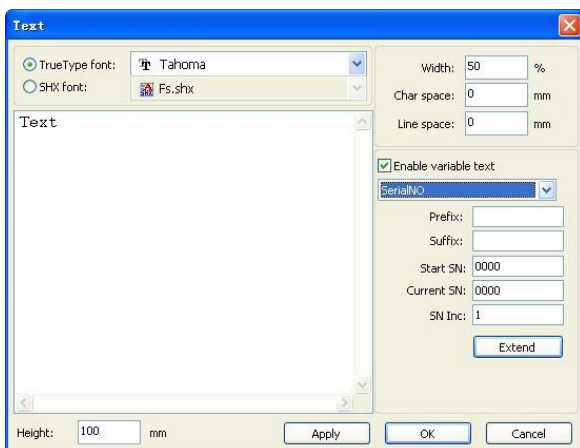 Text
TrueType font: Tahoma
SHX font: Fs.shx
Text
Width: 50 %
Char space: 0 mm
Line space: 0 mm
Enable variable text
SerialNO
Prefix:
Suffix:
Start SN: 0000
Current SN: 0000
SN Inc: 1
Extend
Height: 100 mm
Apply
OK
Cancel